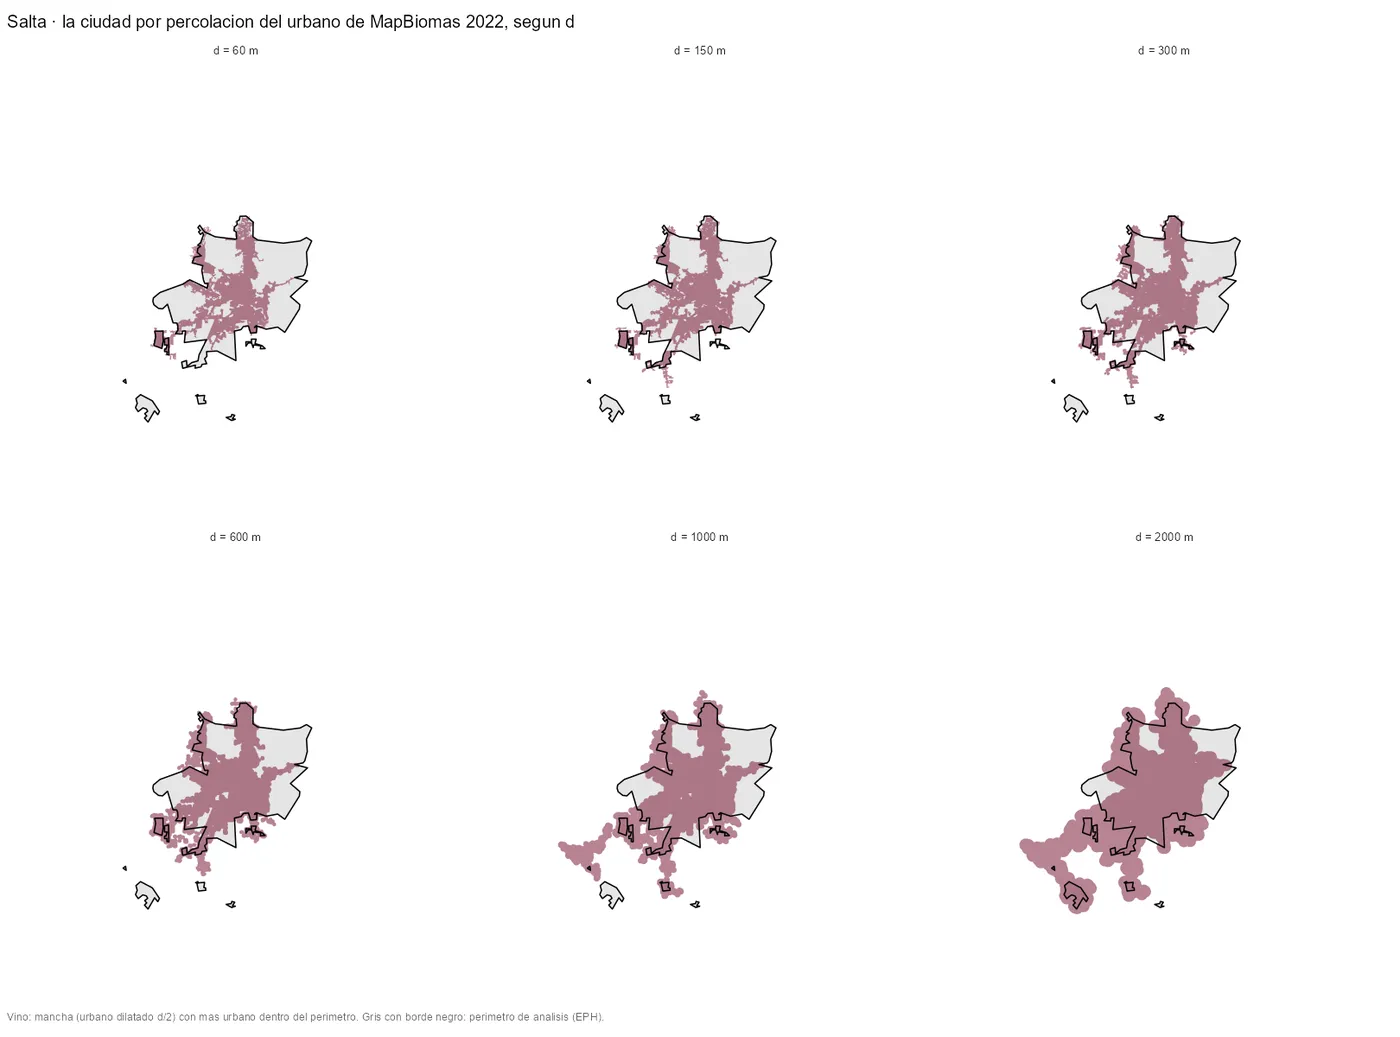 Salta · la ciudad por percolacion del urbano de MapBiomas 2022, segun d
d = 60 m
d = 150 m
d = 300 m
d = 600 m
d = 1000 m
d = 2000 m
Vino: mancha (urbano dilatado d/2) con mas urbano dentro del perimetro. Gris con borde negro: perimetro de analisis (EPH).